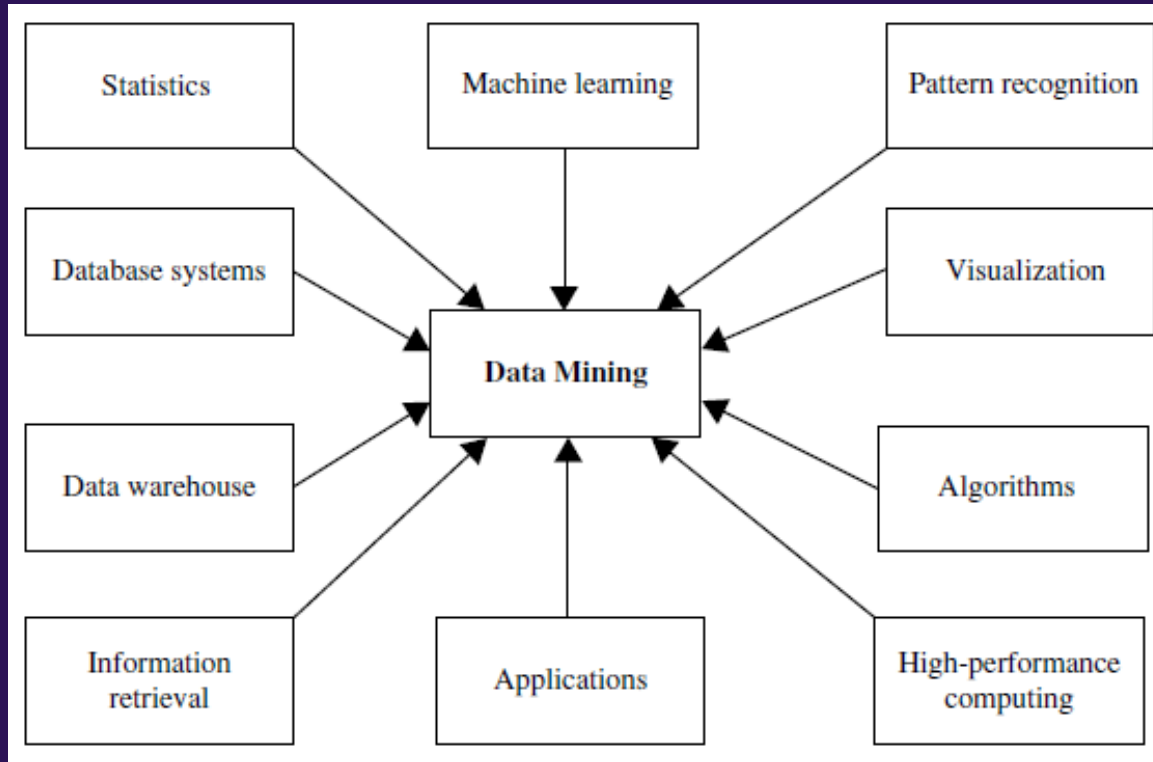 Statistics
Machine learning
Pattern recognition
Database systems
Visualization
Data Mining
Data warehouse
Algorithms
Information
retrieval
Applications
High-performance
computing